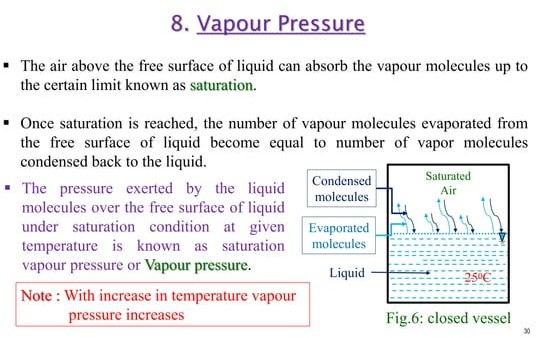 8. Vapour Pressure
▪ The air above the free surface of liquid can absorb the vapour molecules up to
the certain limit known as saturation.
▪ Once saturation is reached, the number of vapour molecules evaporated from
the free surface of liquid become equal to number of vapor molecules
condensed back to the liquid.
▪ The pressure exerted by the liquid
molecules over the free surface of liquid
under saturation condition at given
temperature is known as saturation
vapour pressure or Vapour pressure.
Note : With increase in temperature vapour
pressure increases
Condensed
molecules
Evaporated
molecules
Liquid
Saturated
Air
25⁰C
Fig.6: closed vessel
30